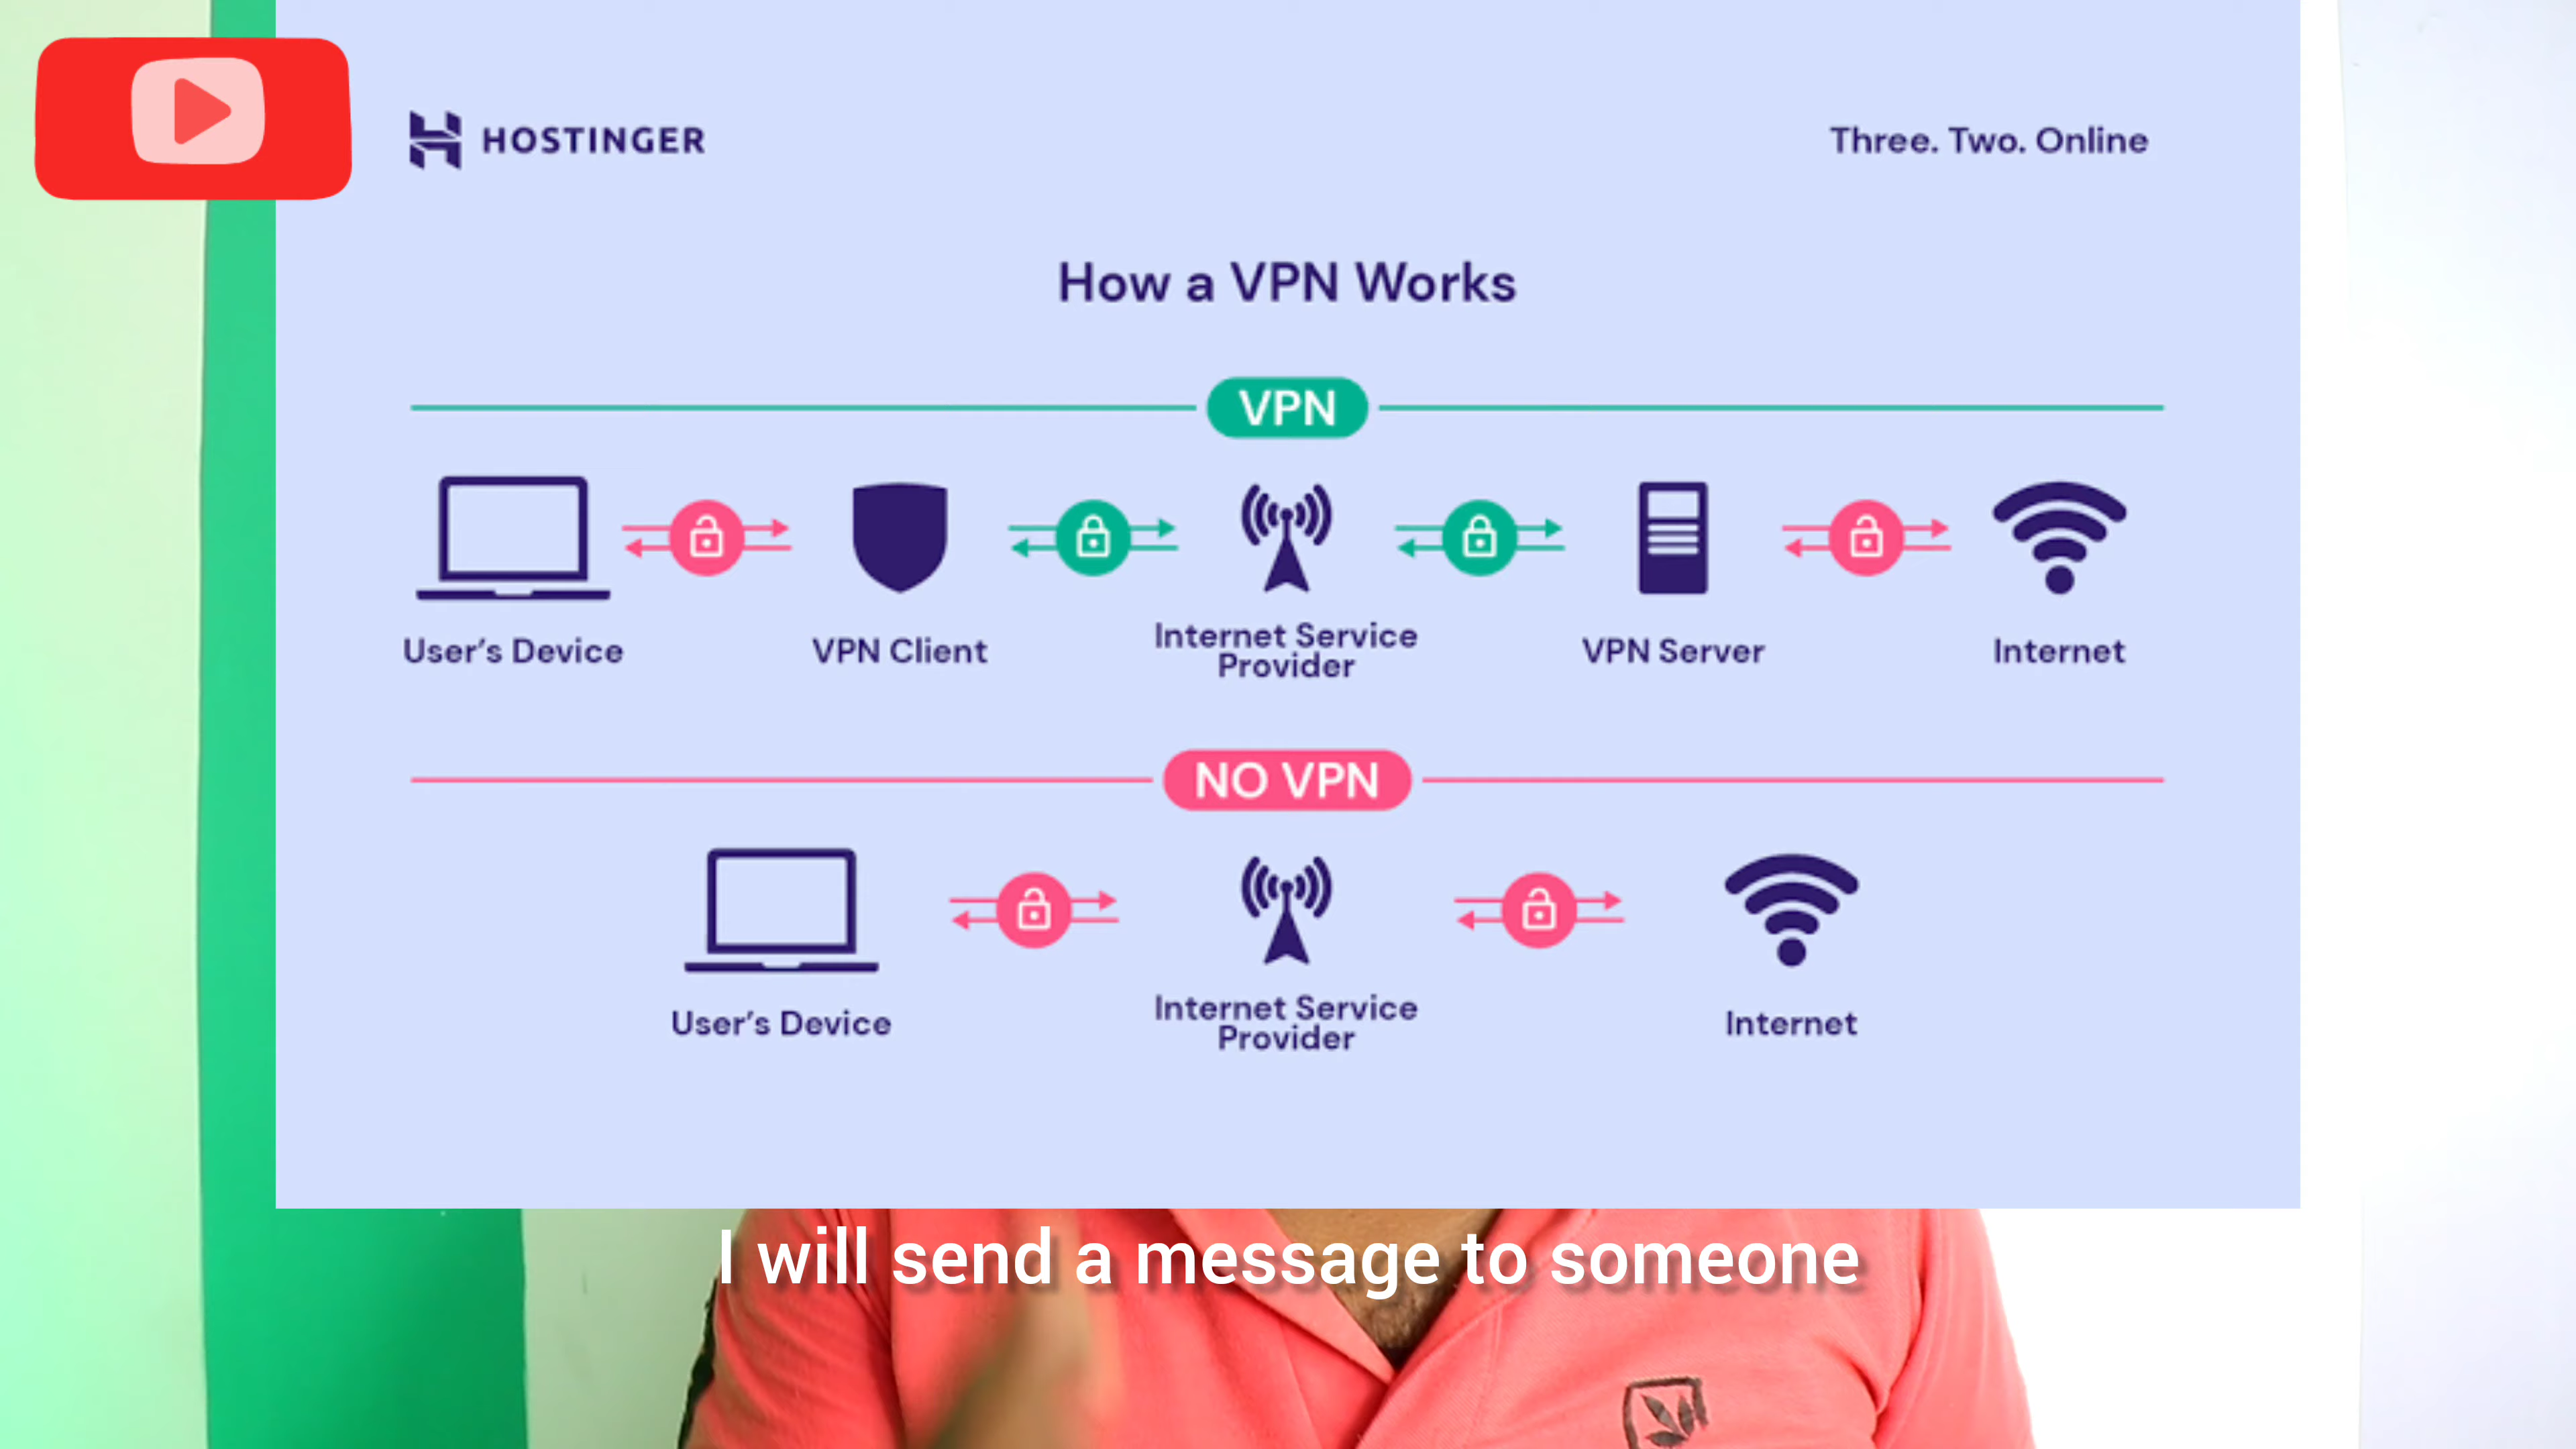 HOSTINGER
Three. Two. Online
How a VPN Works
VPN
User's Device
VPN Client
Internet Service
Provider
VPN Server
Internet
NO VPN
User's Device
Internet Service
Provider
Internet
I will send a message to someone